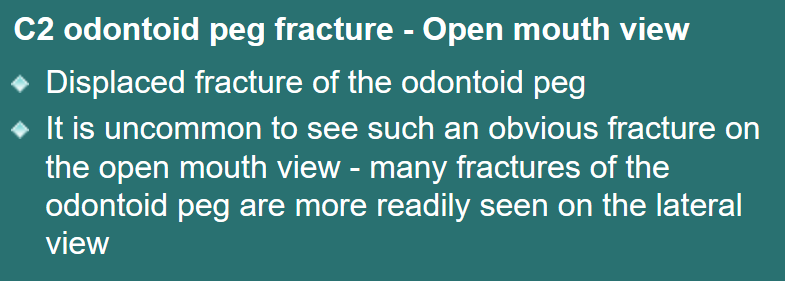 C2 odontoid peg fracture - Open mouth view
Displaced fracture of the odontoid peg
It is uncommon to see such an obvious fracture on
the open mouth view - many fractures of the
odontoid peg are more readily seen on the lateral
view